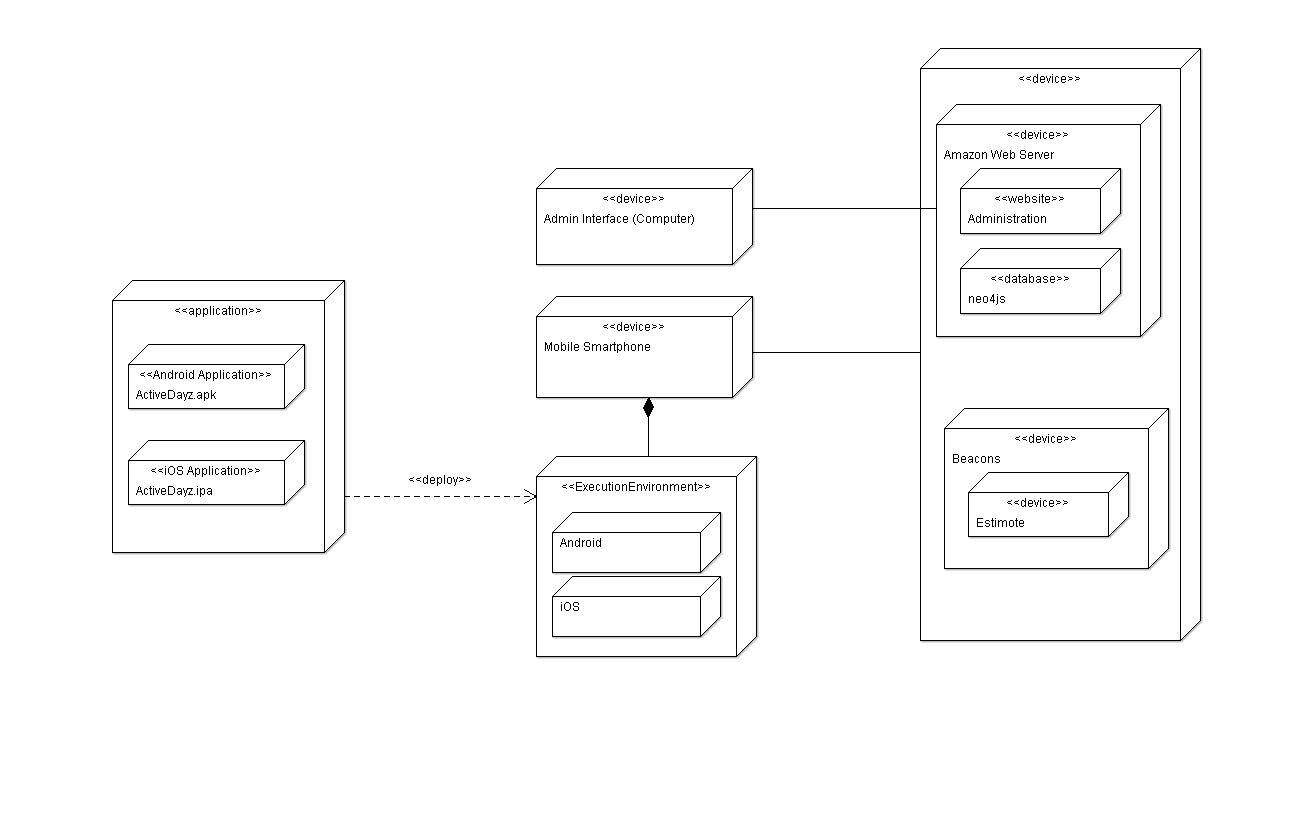 <<device>>
<<device>>
Amazon Web Server
<<website>>
Administration
<<database>>
neo4js
<<device>>
Admin Interface (Computer)
<<device>>
Mobile Smartphone
<<application>>
<<Android Application>>
ActiveDayz.apk
<<iOS Application>>
ActiveDayz.ipa
<<deploy>>
<<ExecutionEnvironment>>
Android
iOS
<<device>>
Beacons
<<device>>
Estimote